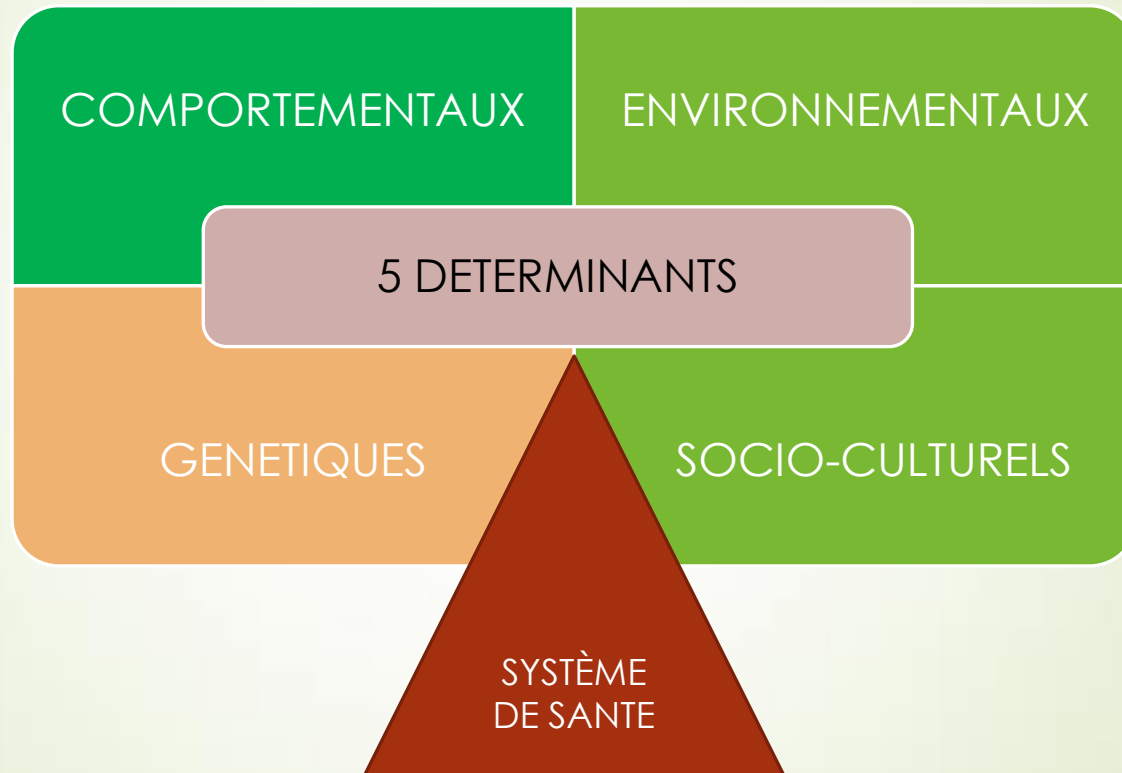 COMPORTEMENTAUX
ENVIRONNEMENTAUX
5 DETERMINANTS
GENETIQUES
SOCIO-CULTURELS
SYSTÈME
DE SANTE